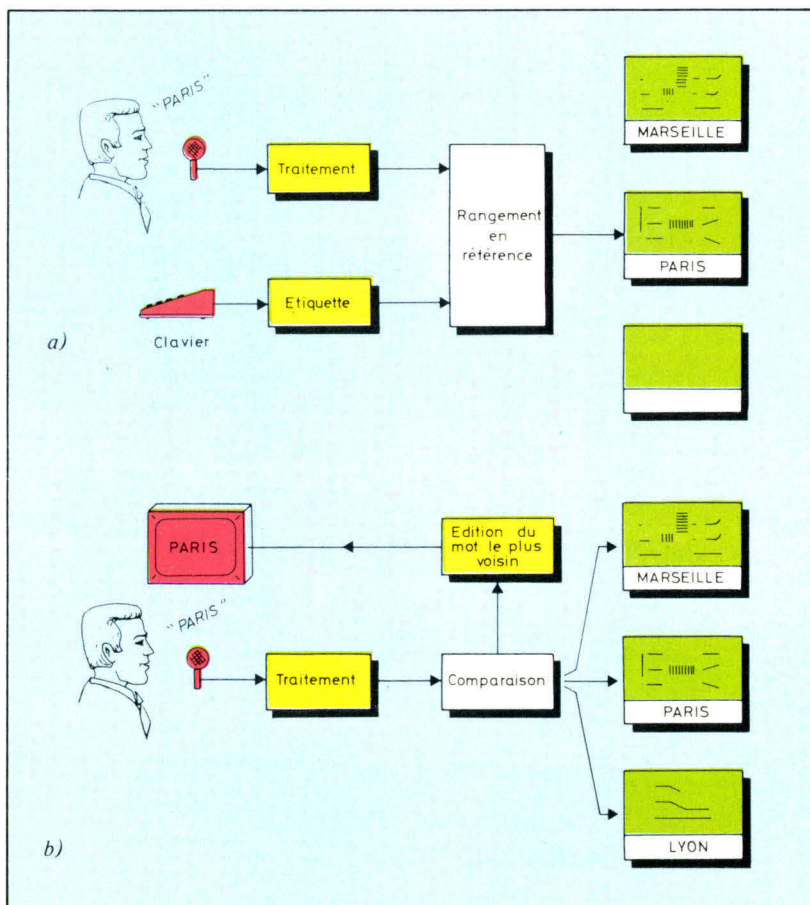 "PARIS"
Traitement
Rangement
en
référence
MARSEILLE
PARIS
Etiquette
Clavier
a)
PARIS
Edition du
mot le plus
voisin
MARSEILLE
"PARIS"
Traitement
Comparaison
PARIS
LYON
b)